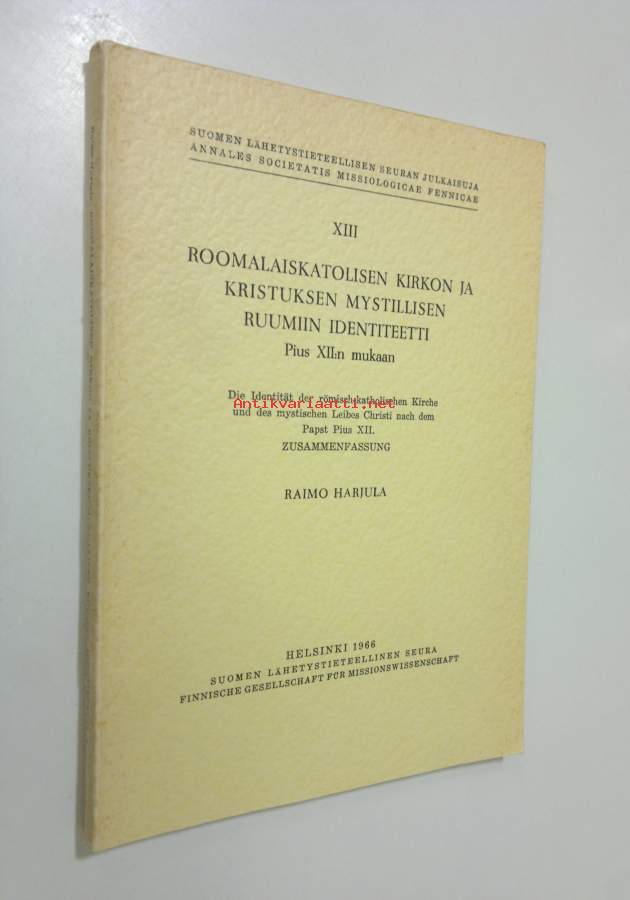 SUOMEN LÄHETYSTIETEELLISEN SEURAN JULKAISUJA
ANNALES SOCIETATIS MISSIOLOGICAE FENNICAE
XIII
ROOMALAISKATOLISEN KIRKON JA
KRISTUKSEN MYSTILLISEN
RUUMIIN IDENTITEETTI
Pius XII:n mukaan
Die Identität der römisch-katholischen Kirche
Antikvariaatti.net
und des mystischen Leibes Christi nach dem
Papst Pius XII.
ZUSAMMENFASSUNG
RAIMO HARJULA
HELSINKI 1966
SUOMEN LÄHETYSTIETEELLINEN SEURA
FINNISCHE GESELLSCHAFT FÜR MISSIONSWISSENSCHAFT